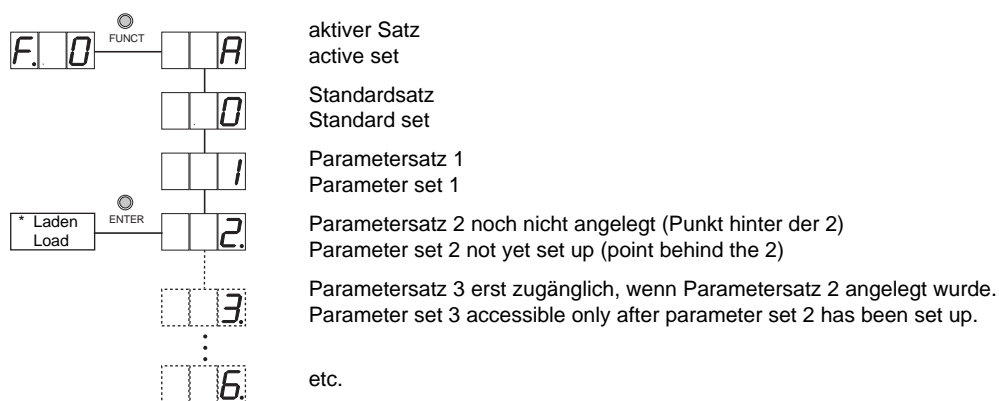 FUNCT
F. 0
A
aktiver Satz
active set
0
Standardsatz
Standard set
1
Parametersatz 1
Parameter set 1
* Laden
Load
ENTER
2.
Parametersatz 2 noch nicht angelegt (Punkt hinter der 2)
Parameter set 2 not yet set up (point behind the 2)
3.
Parametersatz 3 erst zugänglich, wenn Parametersatz 2 angelegt wurde.
Parameter set 3 accessible only after parameter set 2 has been set up.
6.
etc.